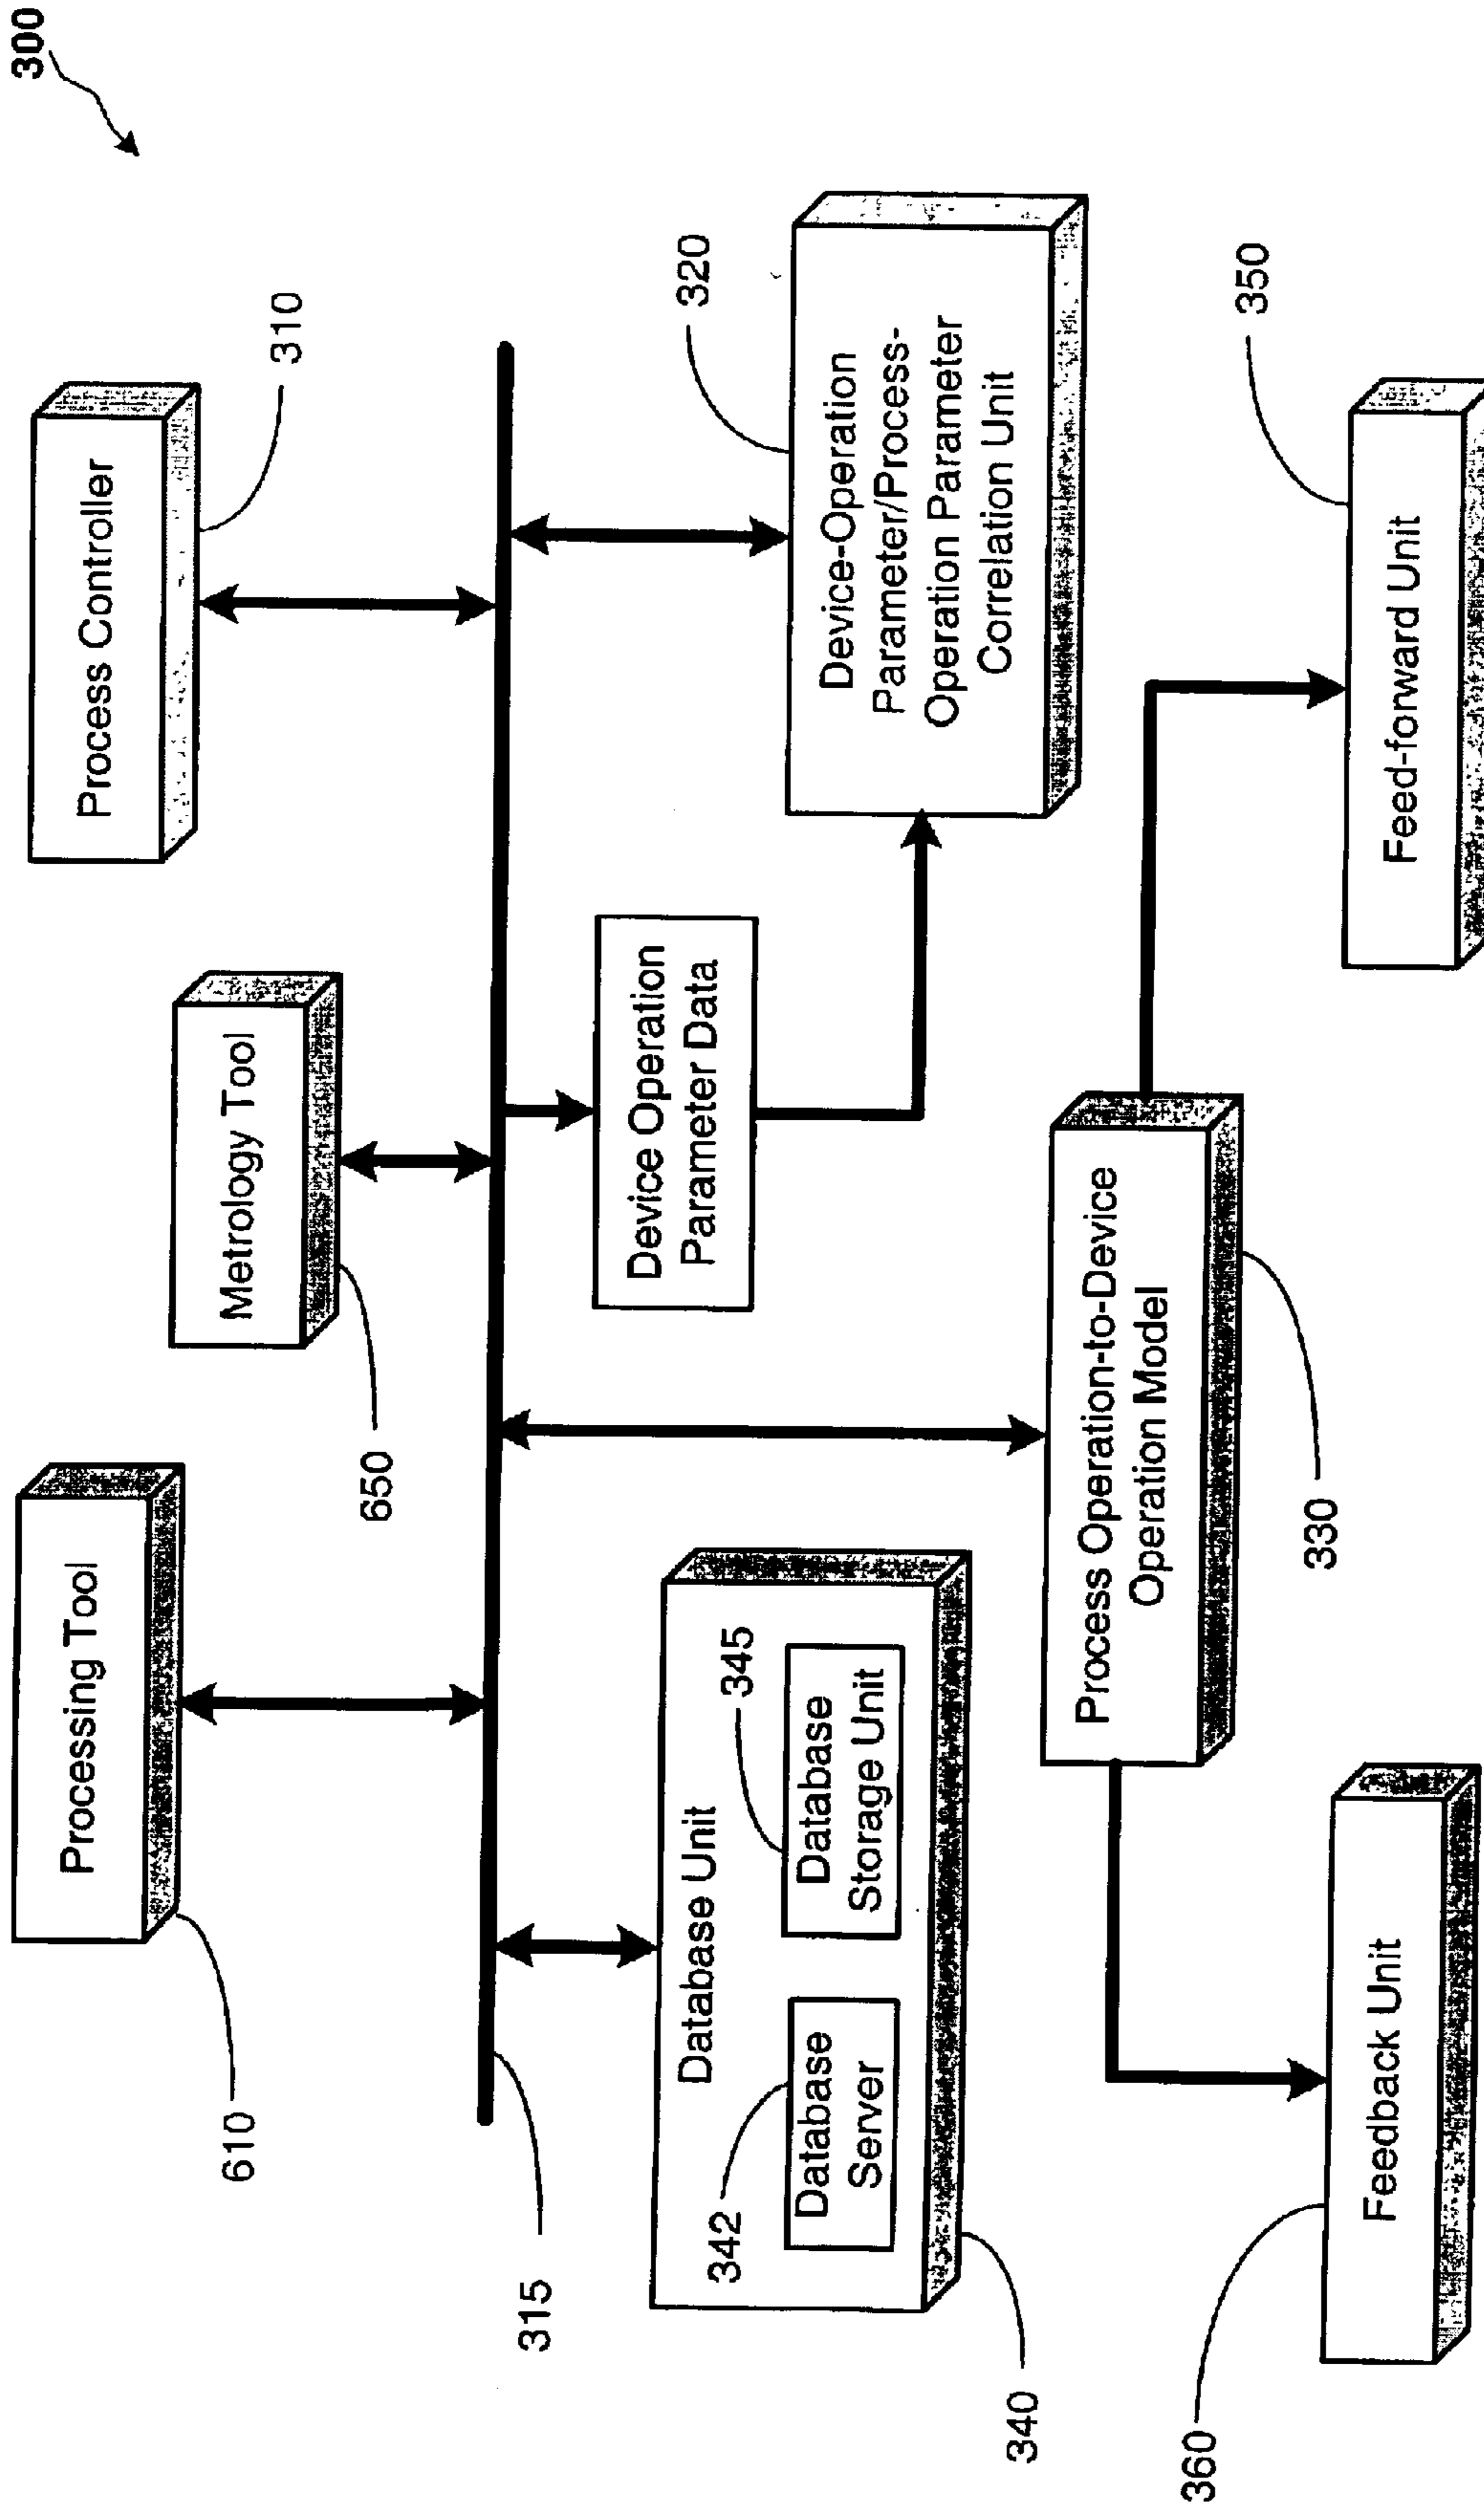 300
Processing Tool
610
Metrology Tool
650
Process Controller
310
315
Database Unit
342
Database
Server
345
Database
Storage Unit
340
Device Operation
Parameter Data
320
Device-Operation
Parameter/Process-
Operation Parameter
Correlation Unit
Process Operation-to-Device
Operation Model
330
360
Feedback Unit
350
Feed-forward Unit